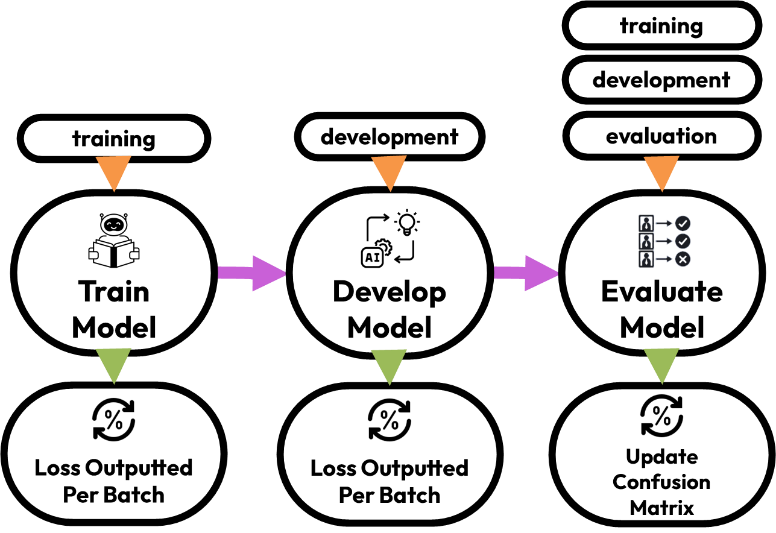 training
development
training
development
evaluation
AI
Train
Model
Develop
Model
Evaluate
Model
%
Loss Outputted
Per Batch
%
Loss Outputted
Per Batch
%
Update
Confusion
Matrix